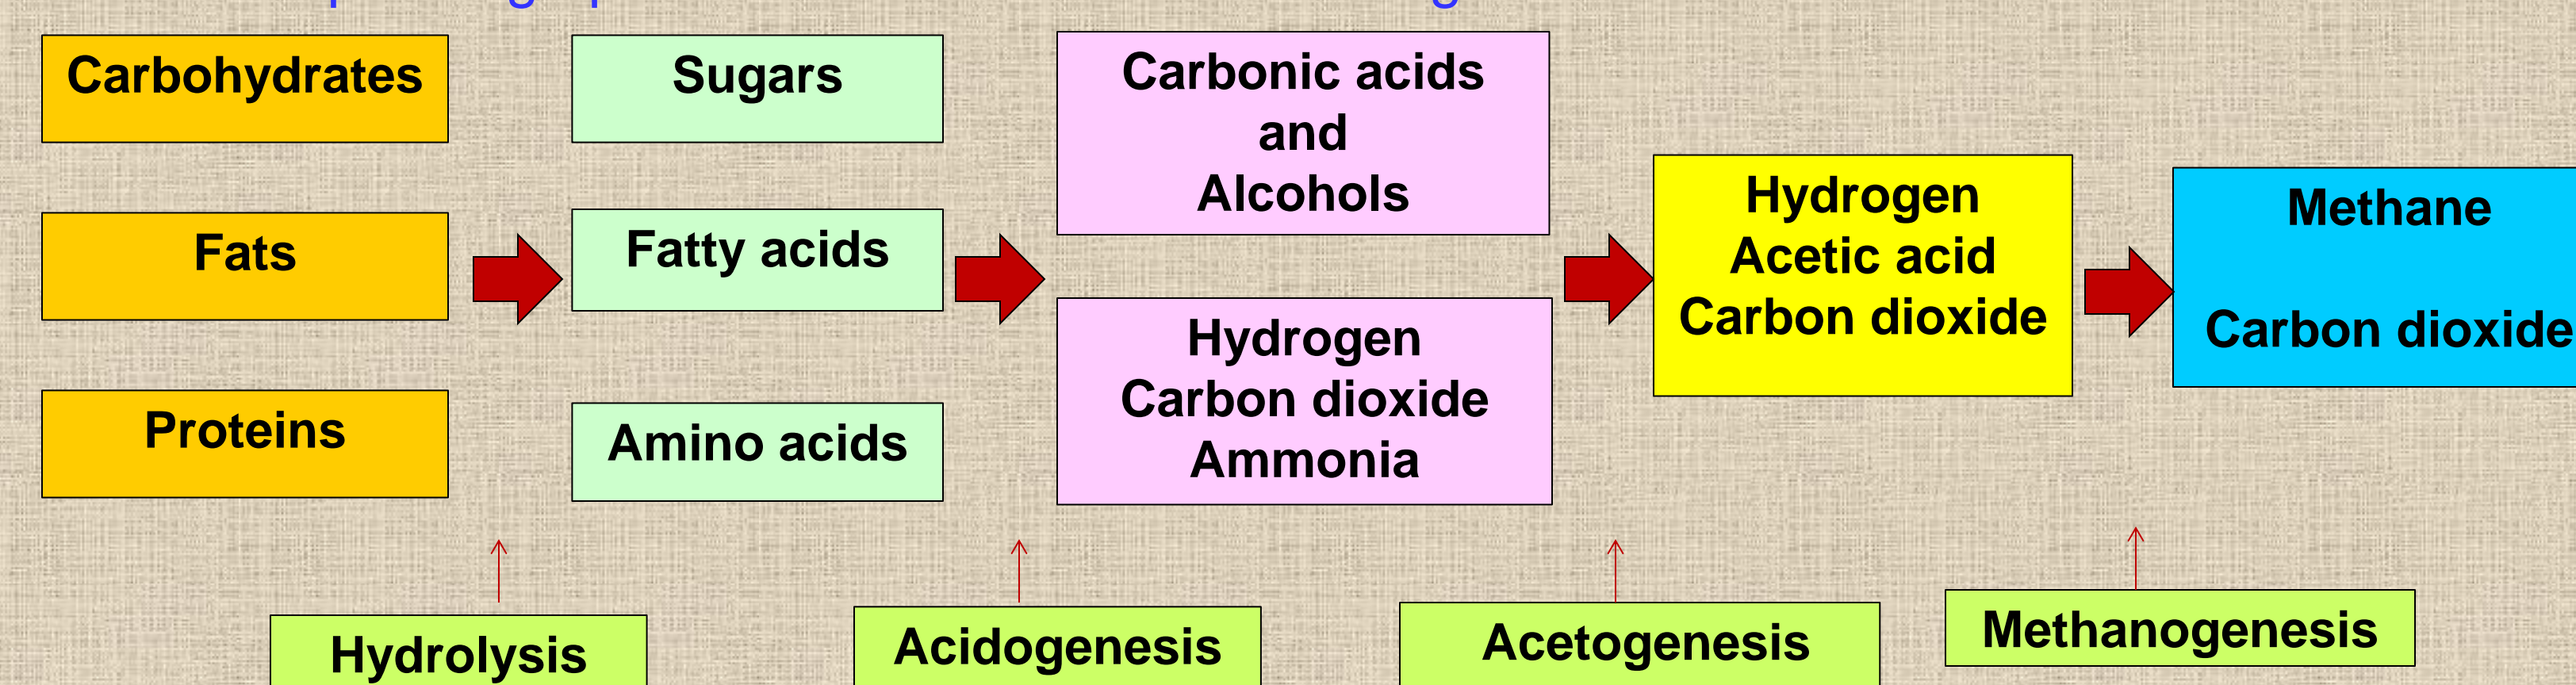 Carbohydrates
Fats
Proteins
Sugars
Fatty acids
Amino acids
Carbonic acids
and
Alcohols
Hydrogen
Carbon dioxide
Ammonia
Hydrogen
Acetic acid
Carbon dioxide
Methane
Carbon dioxide
Hydrolysis
Acidogenesis
Acetogenesis
Methanogenesis